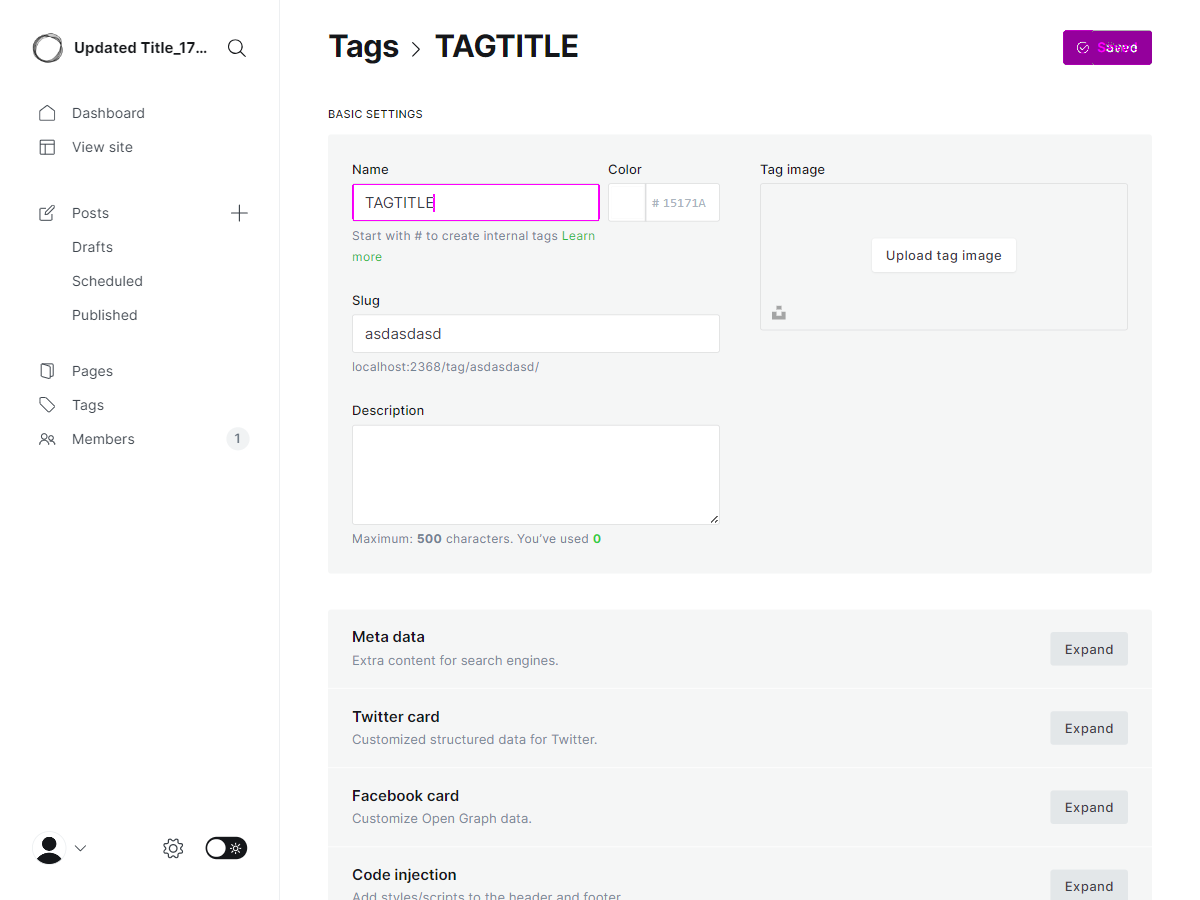 Updated Title_17...
Dashboard
View site
Posts
Drafts
Scheduled
Published
Pages
Tags
Members 1
Tags > TAGTITLE
BASIC SETTINGS
Name
TAGTITLE
Start with # to create internal tags Learn
more
Color
# 15171A
Slug
asdasdasd
localhost:2368/tag/asdasdasd/
Description
Maximum: 500 characters. You've used 0
Tag image
Upload tag image
Meta data
Extra content for search engines.
Expand
Twitter card
Customized structured data for Twitter.
Expand
Facebook card
Customize Open Graph data.
Expand
Code injection
Add styles/scripts to the header and footer.
Expand